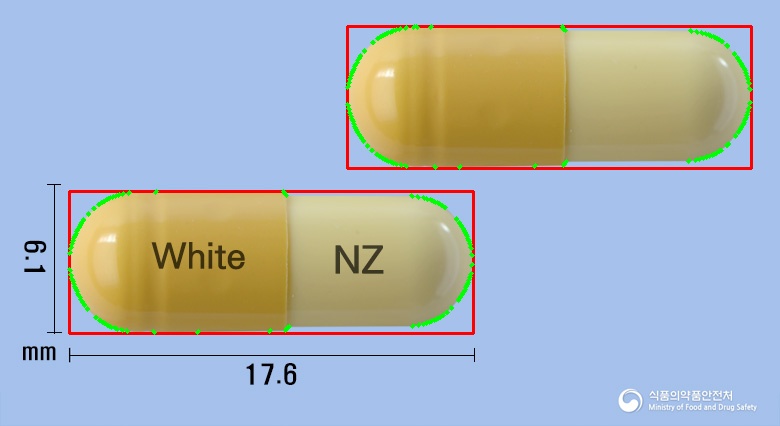 White NZ
6.1
mm
17.6
식품의약품안전처
Ministry of Food and Drug Safety